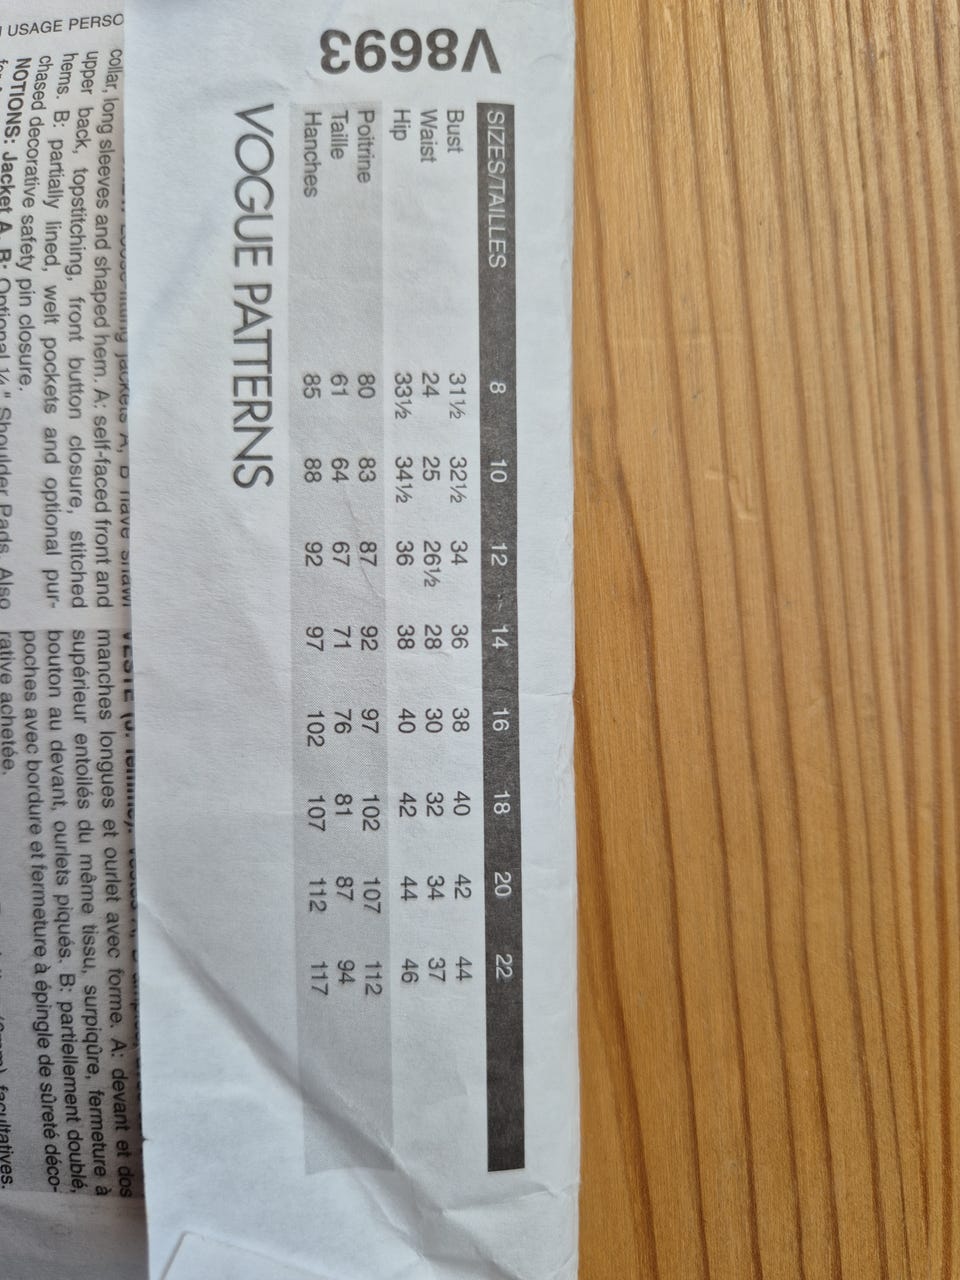 V8693
SIZES/TAILLES 8 10 12 14 16 18 20 22
Bust 31½ 32½ 34 36 38 40 42 44
Waist 24 25 26½ 28 30 32 34 37
Hip 33½ 34½ 36 38 40 42 44 46
Poitrine 80 83 87 92 97 102 107 112
Taille 61 64 67 71 76 81 87 94
Hanches 85 88 92 97 102 107 112 117
VOGUE PATTERNS
USAGE PERSO
jackets A, B have shawl
collar, long sleeves and shaped hem. A: self-faced front and
upper back, topstitching, front button closure, stitched
hems. B: partially lined, welt pockets and optional pur-
chased decorative safety pin closure.
NOTIONS: Jacket A, B: Optional ½" Shoulder Pads. Also
manches longues et ourlet avec forme. A: devant et dos
supérieur entoilés du même tissu, surpiqûre, fermeture à
bouton au devant, ourlets piqués. B: partiellement doublé,
poches avec bordure et fermeture à épingle de sûreté déco-
rative achetée.
facultatives.